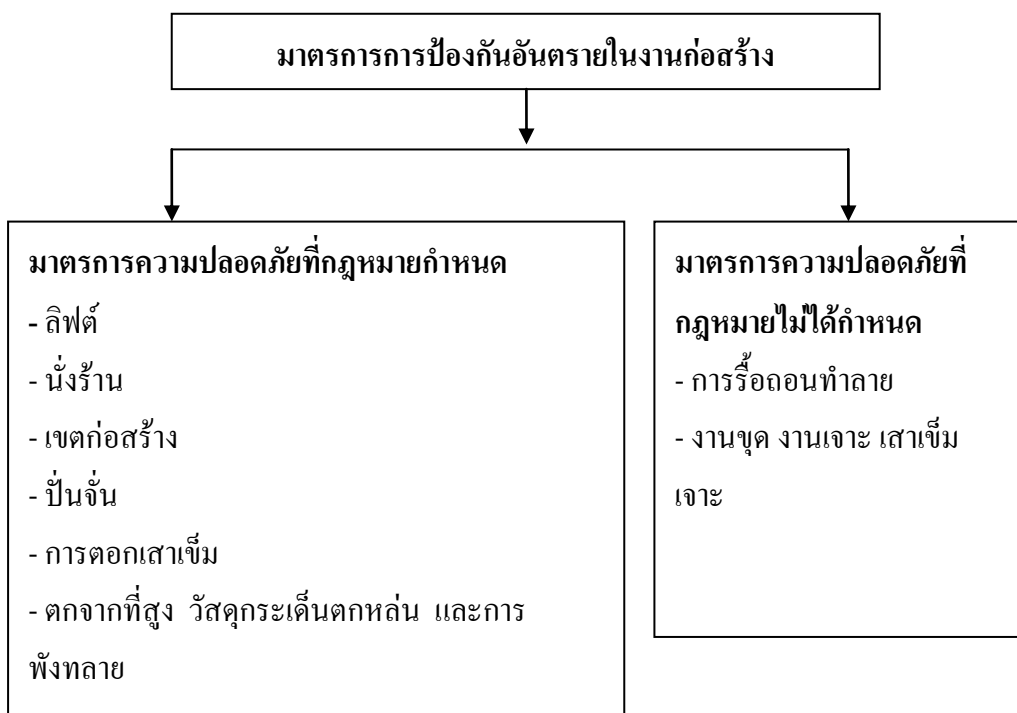 มาตรการการป้องกันอันตรายในงานก่อสร้าง
มาตรการความปลอดภัยที่กฎหมายกำหนด
- ลิฟต์
- นั่งร้าน
- เขตก่อสร้าง
- ปั่นจั่น
- การตอกเสาเข็ม
- ตกจากที่สูง วัสดุกระเด็นตกหล่น และการ
พังทลาย
มาตรการความปลอดภัยที่
กฎหมายไม่ได้กำหนด
- การรื้อถอนทำลาย
- งานขุด งานเจาะ เสาเข็ม
เจาะ